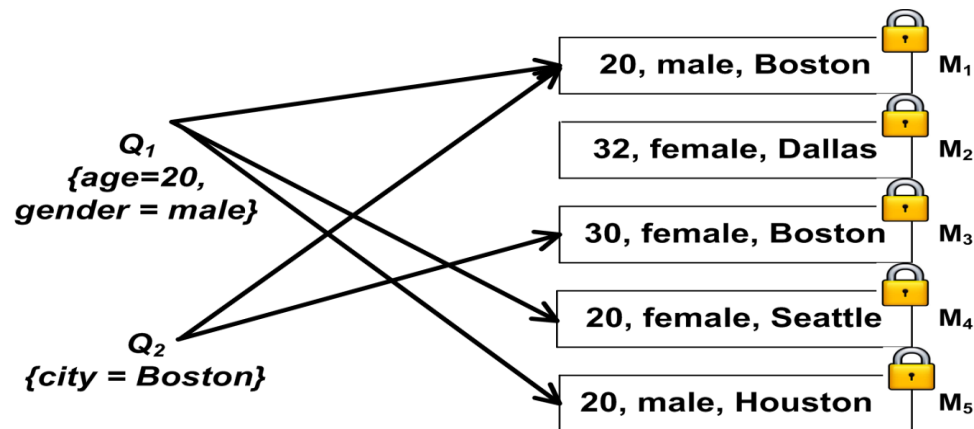 Q₁
{age=20,
gender = male}
Q₂
{city = Boston}
20, male, Boston
M₁
32, female, Dallas
M₂
30, female, Boston
M₃
20, female, Seattle
M₄
20, male, Houston
M₅